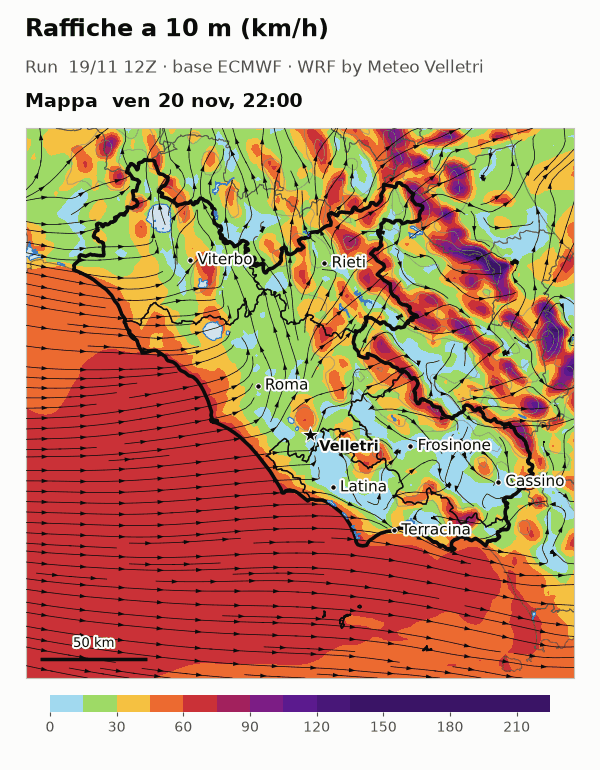 Raffiche a 10 m (km/h)
Run  19/11 12Z · base ECMWF · WRF by Meteo Velletri
Mappa  ven 20 nov, 22:00
Viterbo
Rieti
Roma
Velletri
Frosinone
Latina
Cassino
Terracina
50 km
0 30 60 90 120 150 180 210